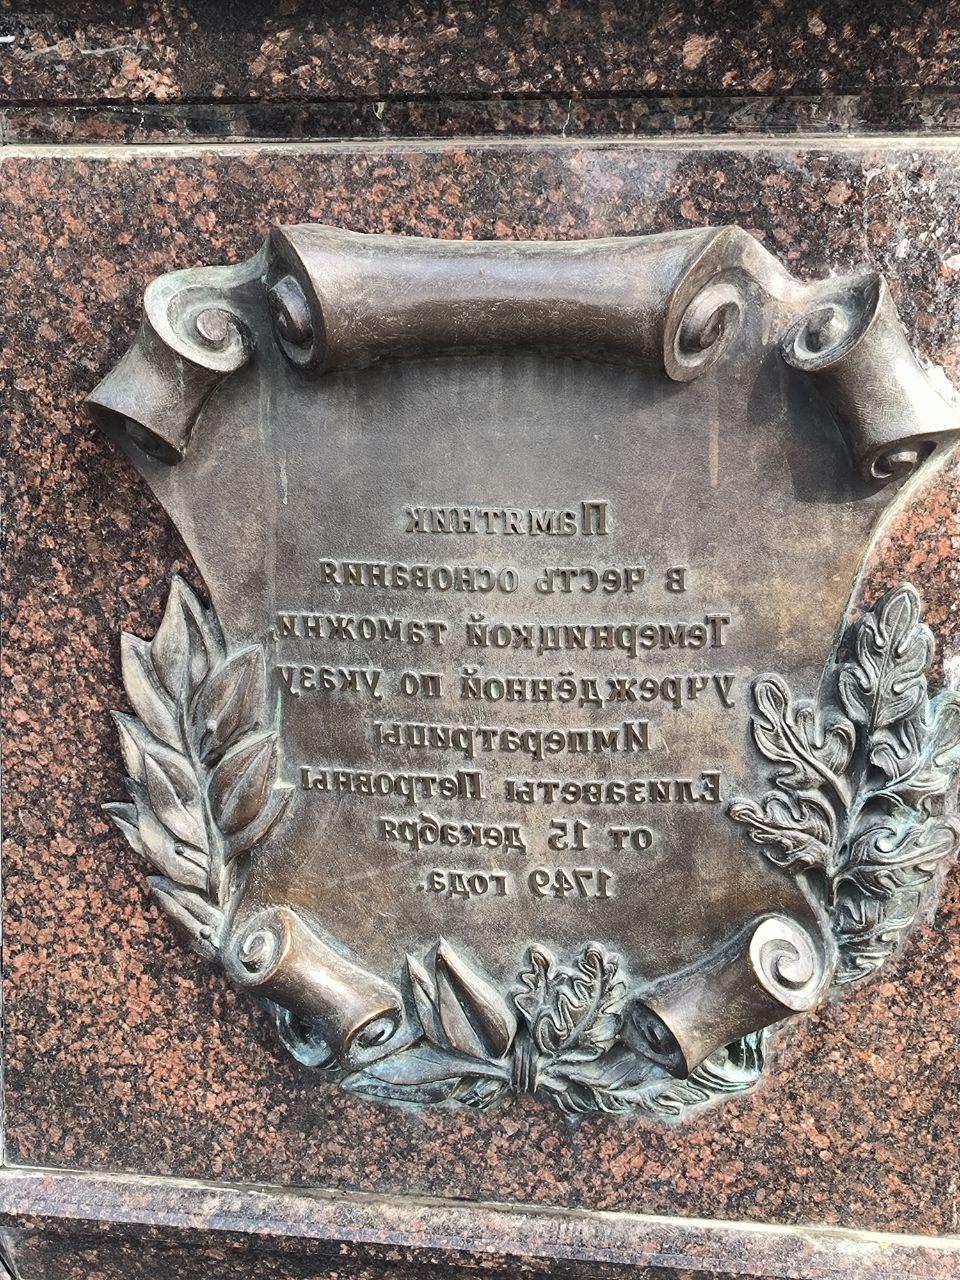 Памятник
в честь основания
Темерницкой таможни,
учреждённой по указу
Императрицы
Елизаветы Петровны
от 15 декабря
1749 года.